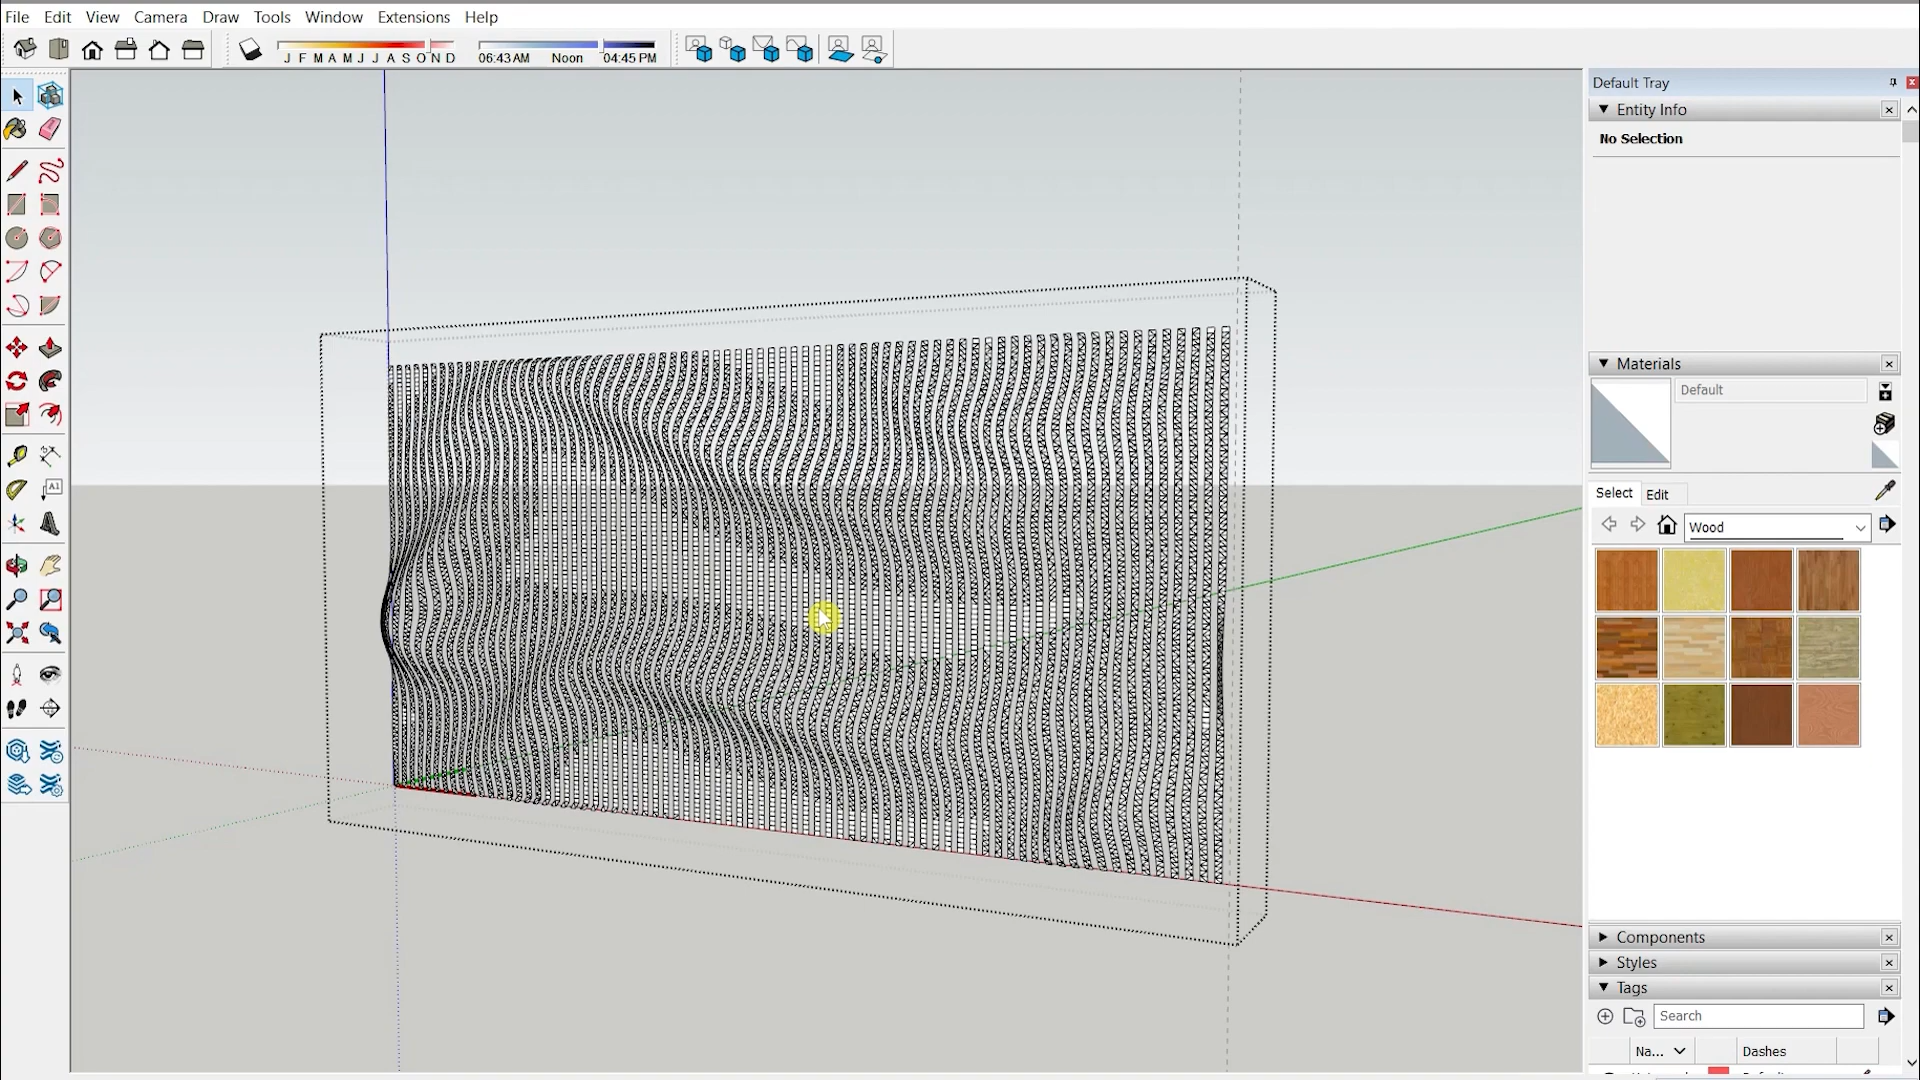 File Edit View Camera Draw Tools Window Extensions Help
J F M A M J J A S O N D
06:43 AM Noon 04:45 PM
Default Tray
Entity Info
No Selection
Materials
Default
A1
Select Edit
Wood
Components
Styles
Tags
Search
Na... Dashes